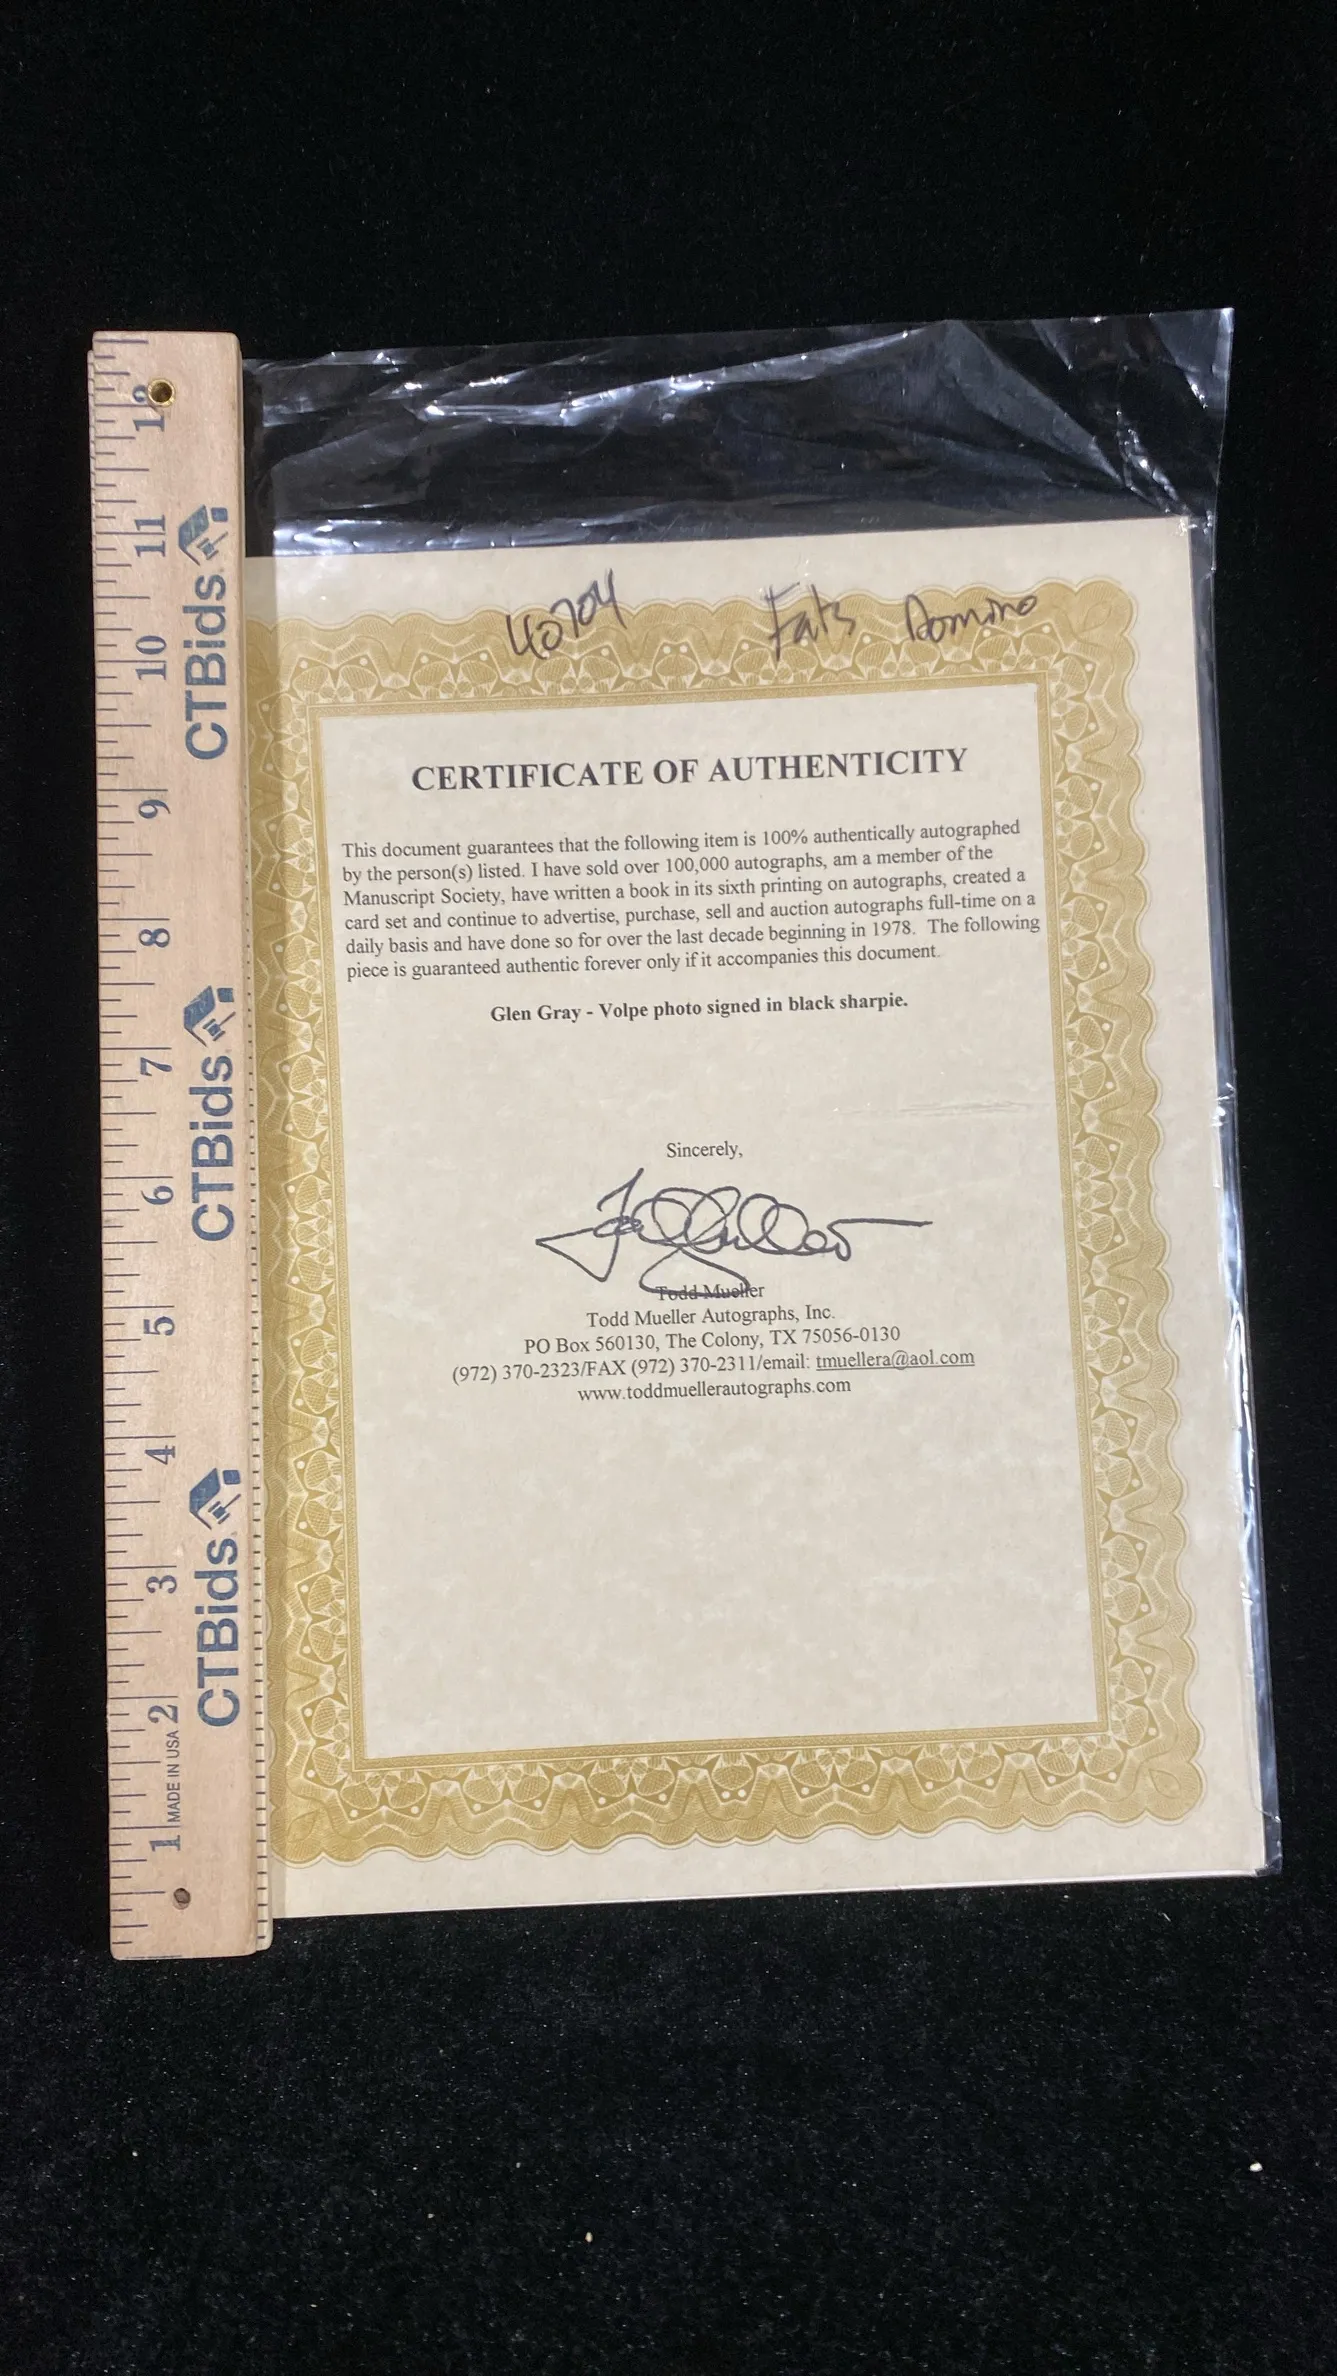 40704 Fats Domino
CERTIFICATE OF AUTHENTICITY
This document guarantees that the following item is 100% authentically autographed
by the person(s) listed. I have sold over 100,000 autographs, am a member of the
Manuscript Society, have written a book in its sixth printing on autographs, created a
card set and continue to advertise, purchase, sell and auction autographs full-time on a
daily basis and have done so for over the last decade beginning in 1978. The following
piece is guaranteed authentic forever only if it accompanies this document.
Glen Gray - Volpe photo signed in black sharpie.
Sincerely,
Todd Mueller
Todd Mueller Autographs, Inc.
PO Box 560130, The Colony, TX 75056-0130
(972) 370-2323/FAX (972) 370-2311/email: tmuellera@aol.com
www.toddmuellerautographs.com
1 2 3 4 5 6 7 8 9 10 11 12
MADE IN USA
CTBids
CTBids
CTBids